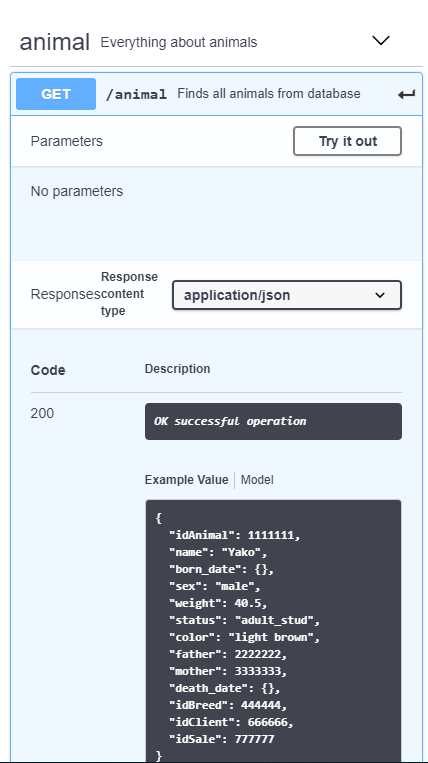 animal Everything about animals
GET /animal Finds all animals from database
Parameters Try it out
No parameters
Responses
Response
content
type
application/json
Code Description
200 OK successful operation
Example Value Model
{
"idAnimal": 1111111,
"name": "Yako",
"born_date": {},
"sex": "male",
"weight": 40.5,
"status": "adult_stud",
"color": "light brown",
"father": 2222222,
"mother": 3333333,
"death_date": {},
"idBreed": 444444,
"idClient": 666666,
"idSale": 777777
}